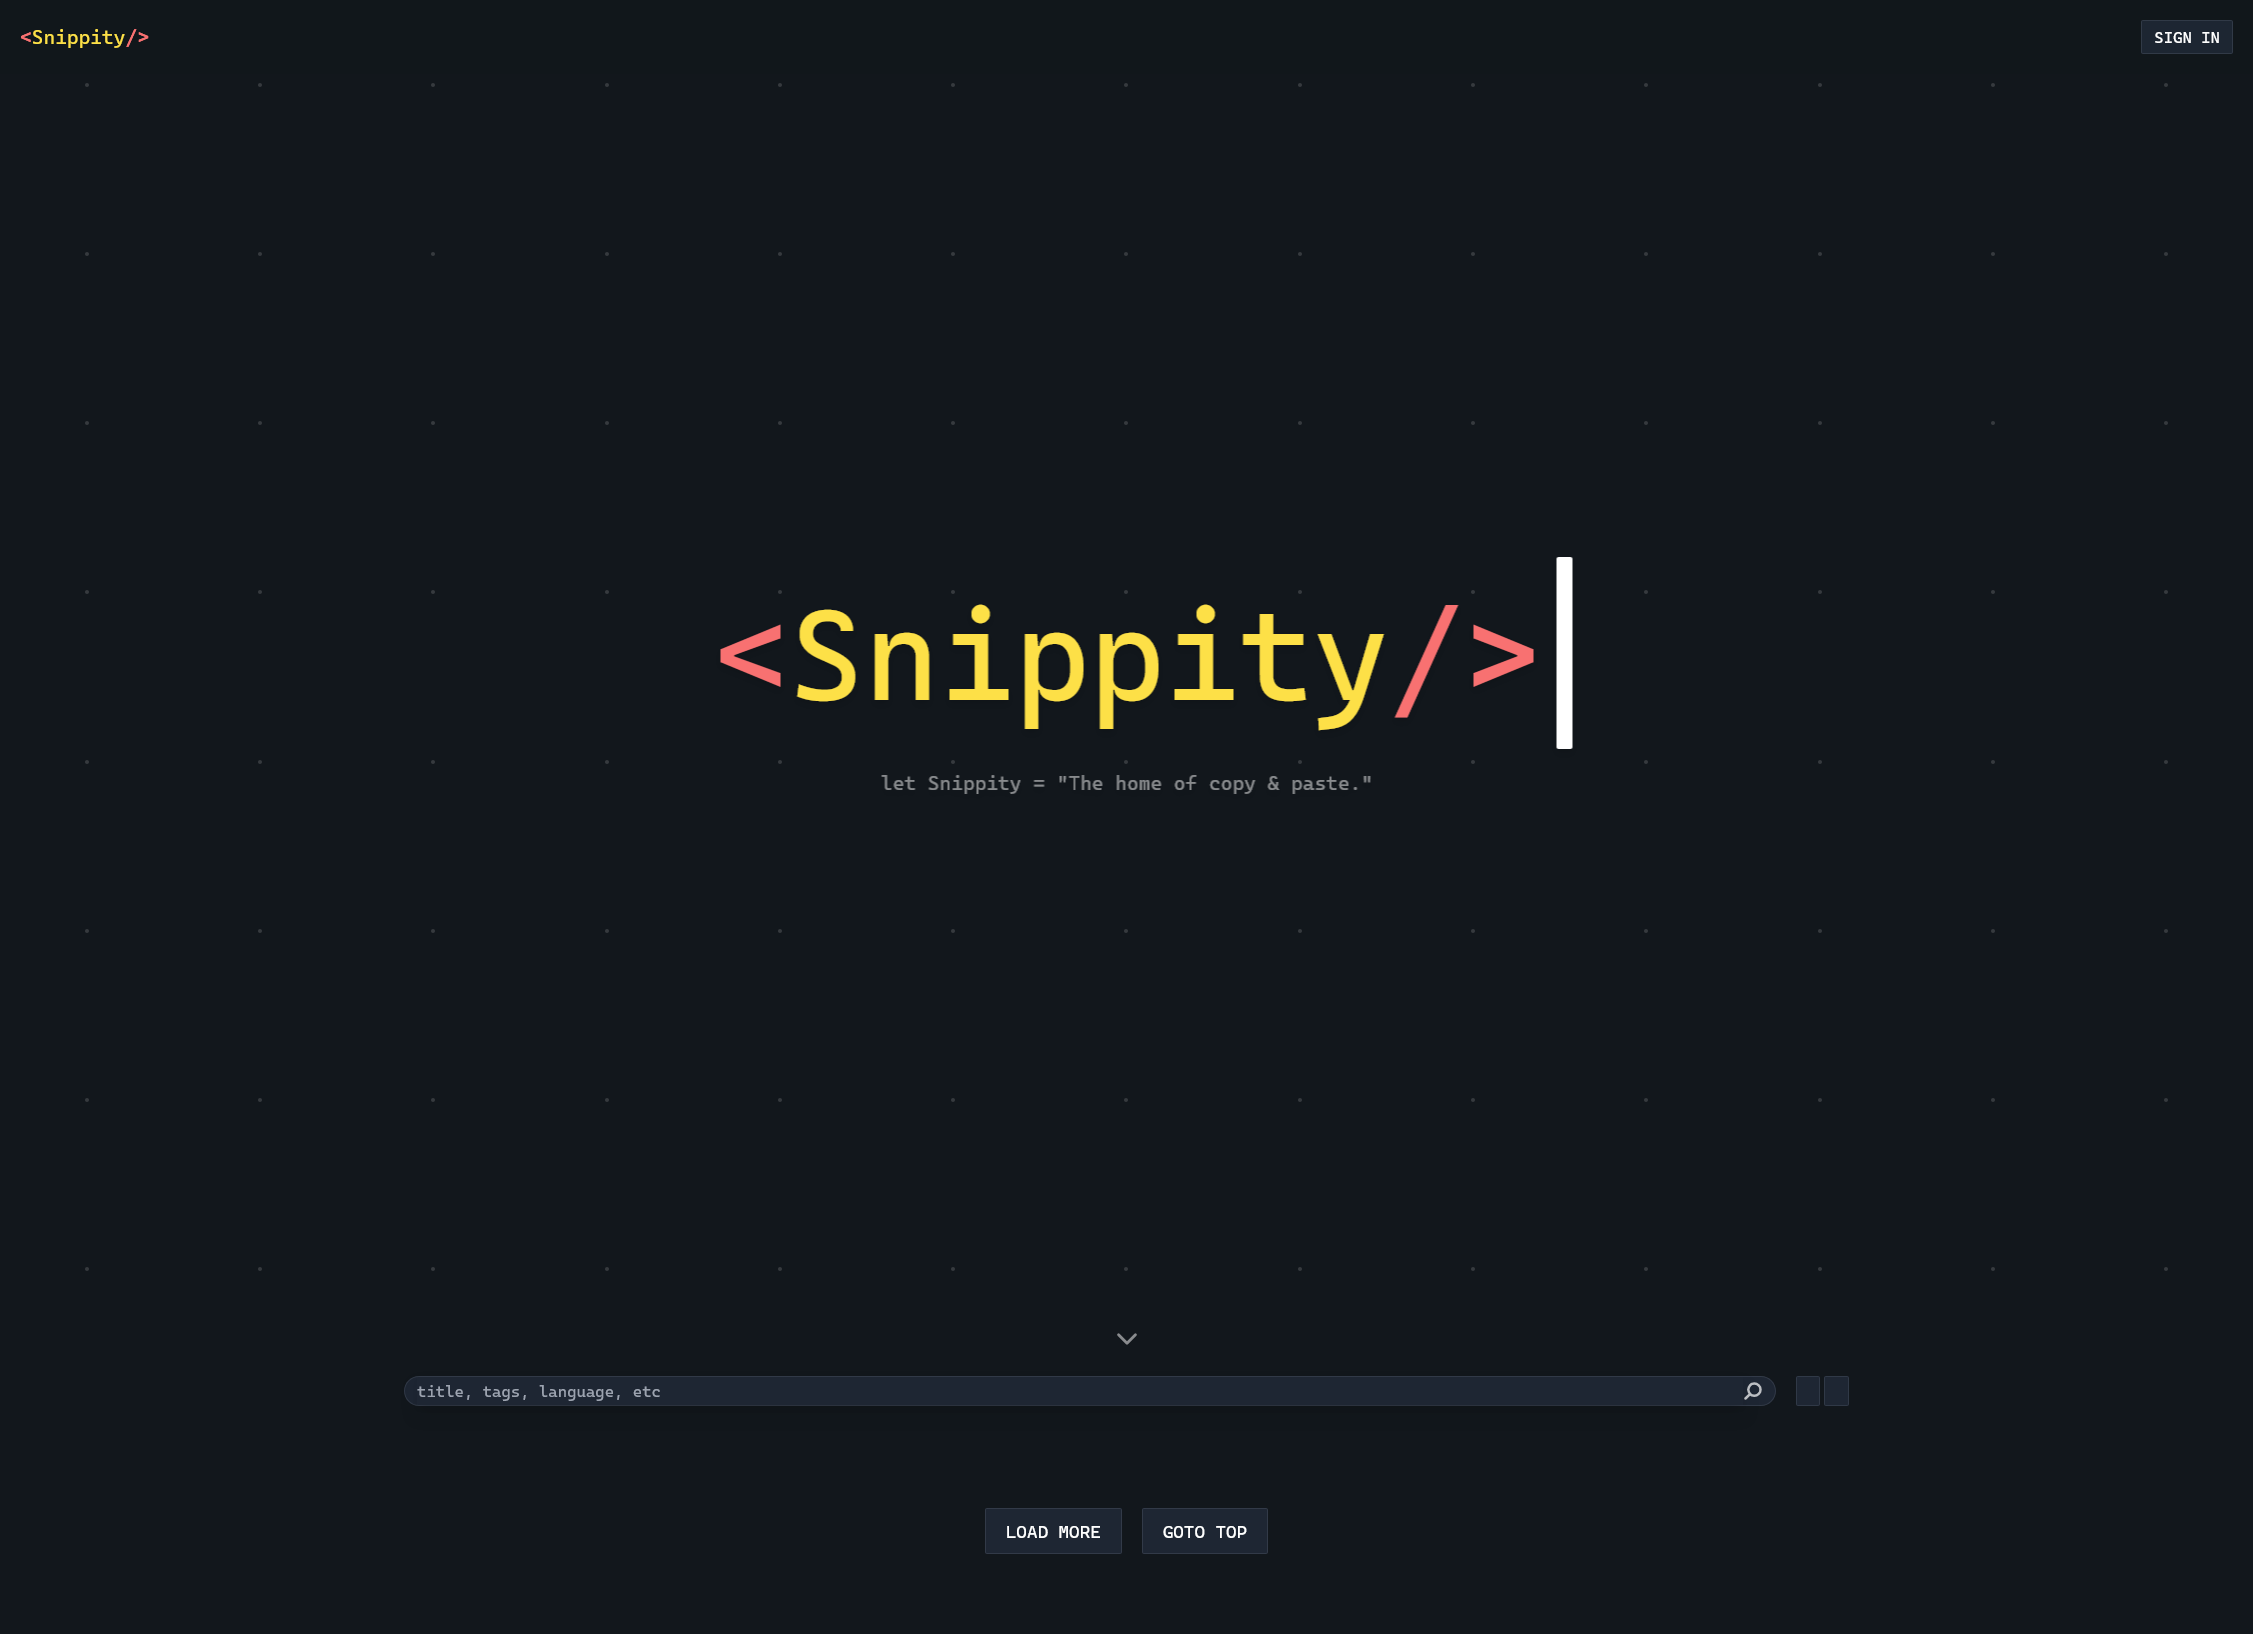 <Snippity/>
SIGN IN
<Snippity/>
let Snippity = "The home of copy & paste."
title, tags, language, etc
LOAD MORE
GOTO TOP